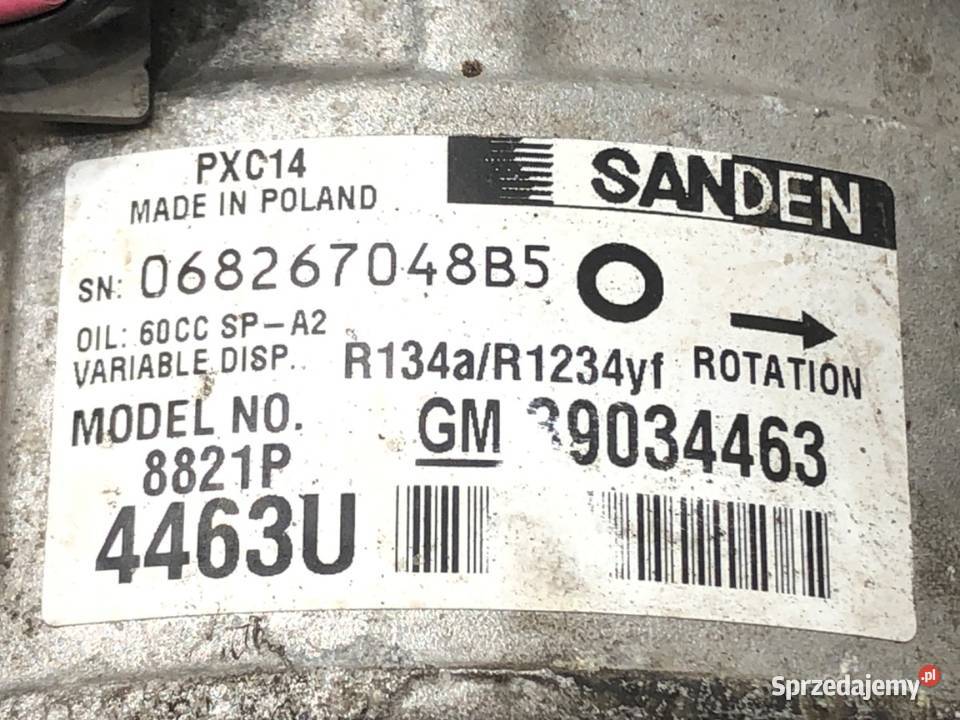 PXC14
SANDEN
MADE IN POLAND
SN: 068267048B5
OIL: 60CC SP-A2
VARIABLE DISP..
R134a/R1234yf
ROTATION
MODEL NO.
GM 39034463
8821P
4463U
Sprzedajemy.pl